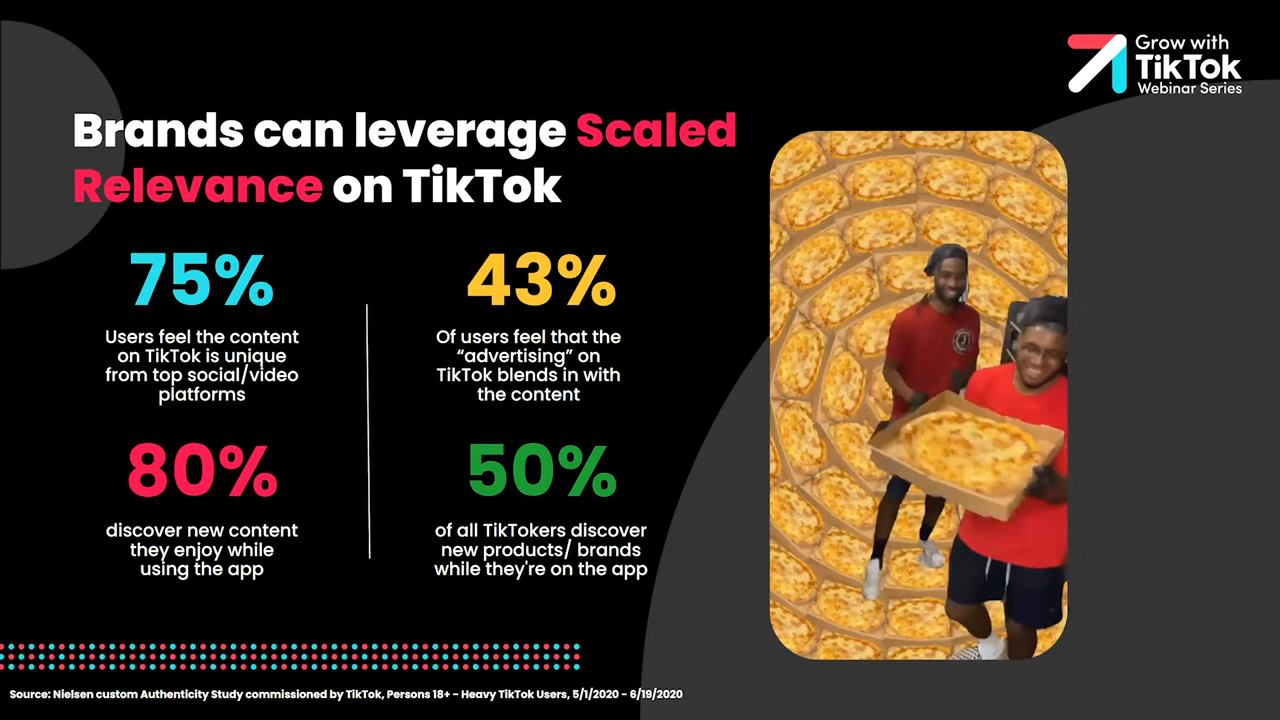 Grow with
TikTok
Webinar Series
Brands can leverage Scaled
Relevance on TikTok
75%
Users feel the content
on TikTok is unique
from top social/video
platforms
43%
Of users feel that the
“advertising” on
TikTok blends in with
the content
80%
discover new content
they enjoy while
using the app
50%
of all TikTokers discover
new products/ brands
while they're on the app
Source: Nielsen custom Authenticity Study commissioned by TikTok, Persons 18+ - Heavy TikTok Users, 5/1/2020 - 6/19/2020